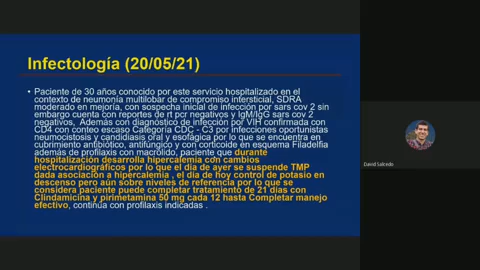 Infectología (20/05/21)
• Paciente de 30 años conocido por este servicio hospitalizado en el
contexto de neumonía multilobar de compromiso intersticial, SDRA
moderado en mejoría, con sospecha inicial de infección por sars cov 2 sin
embargo cuenta con reportes de rt pcr negativos y IgM/IgG sars cov 2
negativos, Además con diagnóstico de infección por VIH confirmada con
CD4 con conteo escaso Categoría CDC - C3 por infecciones oportunistas
neumocistosis y candidiasis oral y esofágica por lo que se encuentra en
cubrimiento antibiótico, antifúngico y con corticoide en esquema Filadelfia
además de profilaxis con macrólido, paciente que durante
hospitalización desarrolla hipercalemia con cambios
electrocardiográficos por lo que el día de ayer se suspende TMP
dada asociación a hipercalemia , el día de hoy control de potasio en
descenso pero aún sobre niveles de referencia por lo que se
considera paciente puede completar tratamiento de 21 días con
Clindamicina y pirimetamina 50 mg cada 12 hasta Completar manejo
efectivo, continúa con profilaxis indicadas .
David Salcedo